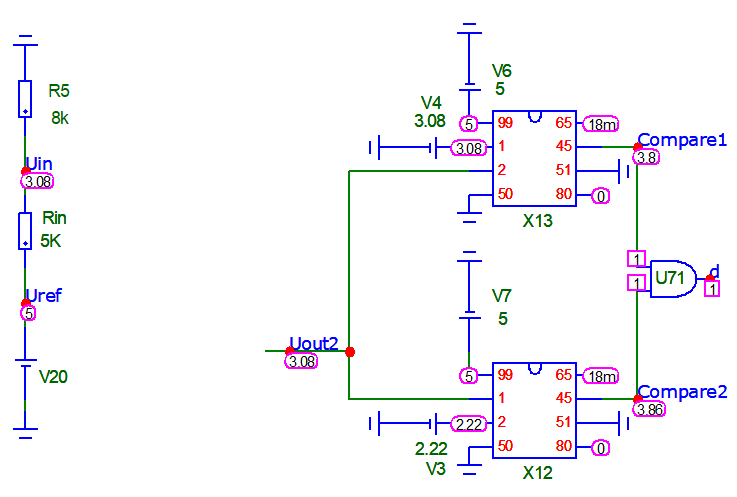 R5
8k
Uin
3.08
Rin
5K
Uref
5
V20
V6
5
V4
3.08
5
99
65
18m
3.08
1
45
Compare1
3.8
2
51
50
80
0
X13
1
1
U71
d
1
V7
5
Uout2
3.08
5
99
65
18m
1
45
Compare2
3.86
2.22
2
51
2.22
50
80
0
V3
X12